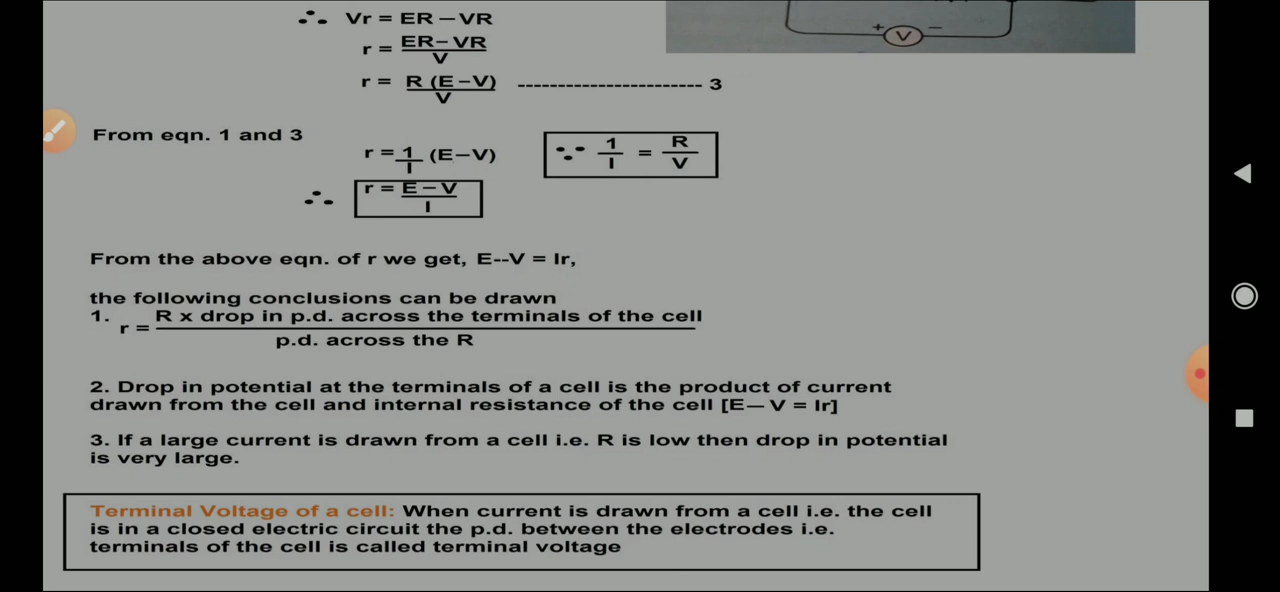 ∴ Vr = ER – VR
r = ER – VR / V
r = R (E – V) / V ----------------------- 3
+ V –
From eqn. 1 and 3
r = 1/I (E – V) ∵ 1/I = R/V
∴ r = E – V / I
From the above eqn. of r we get, E--V = Ir,
the following conclusions can be drawn
1. r = R x drop in p.d. across the terminals of the cell / p.d. across the R
2. Drop in potential at the terminals of a cell is the product of current
drawn from the cell and internal resistance of the cell [E – V = Ir]
3. If a large current is drawn from a cell i.e. R is low then drop in potential
is very large.
Terminal Voltage of a cell: When current is drawn from a cell i.e. the cell
is in a closed electric circuit the p.d. between the electrodes i.e.
terminals of the cell is called terminal voltage